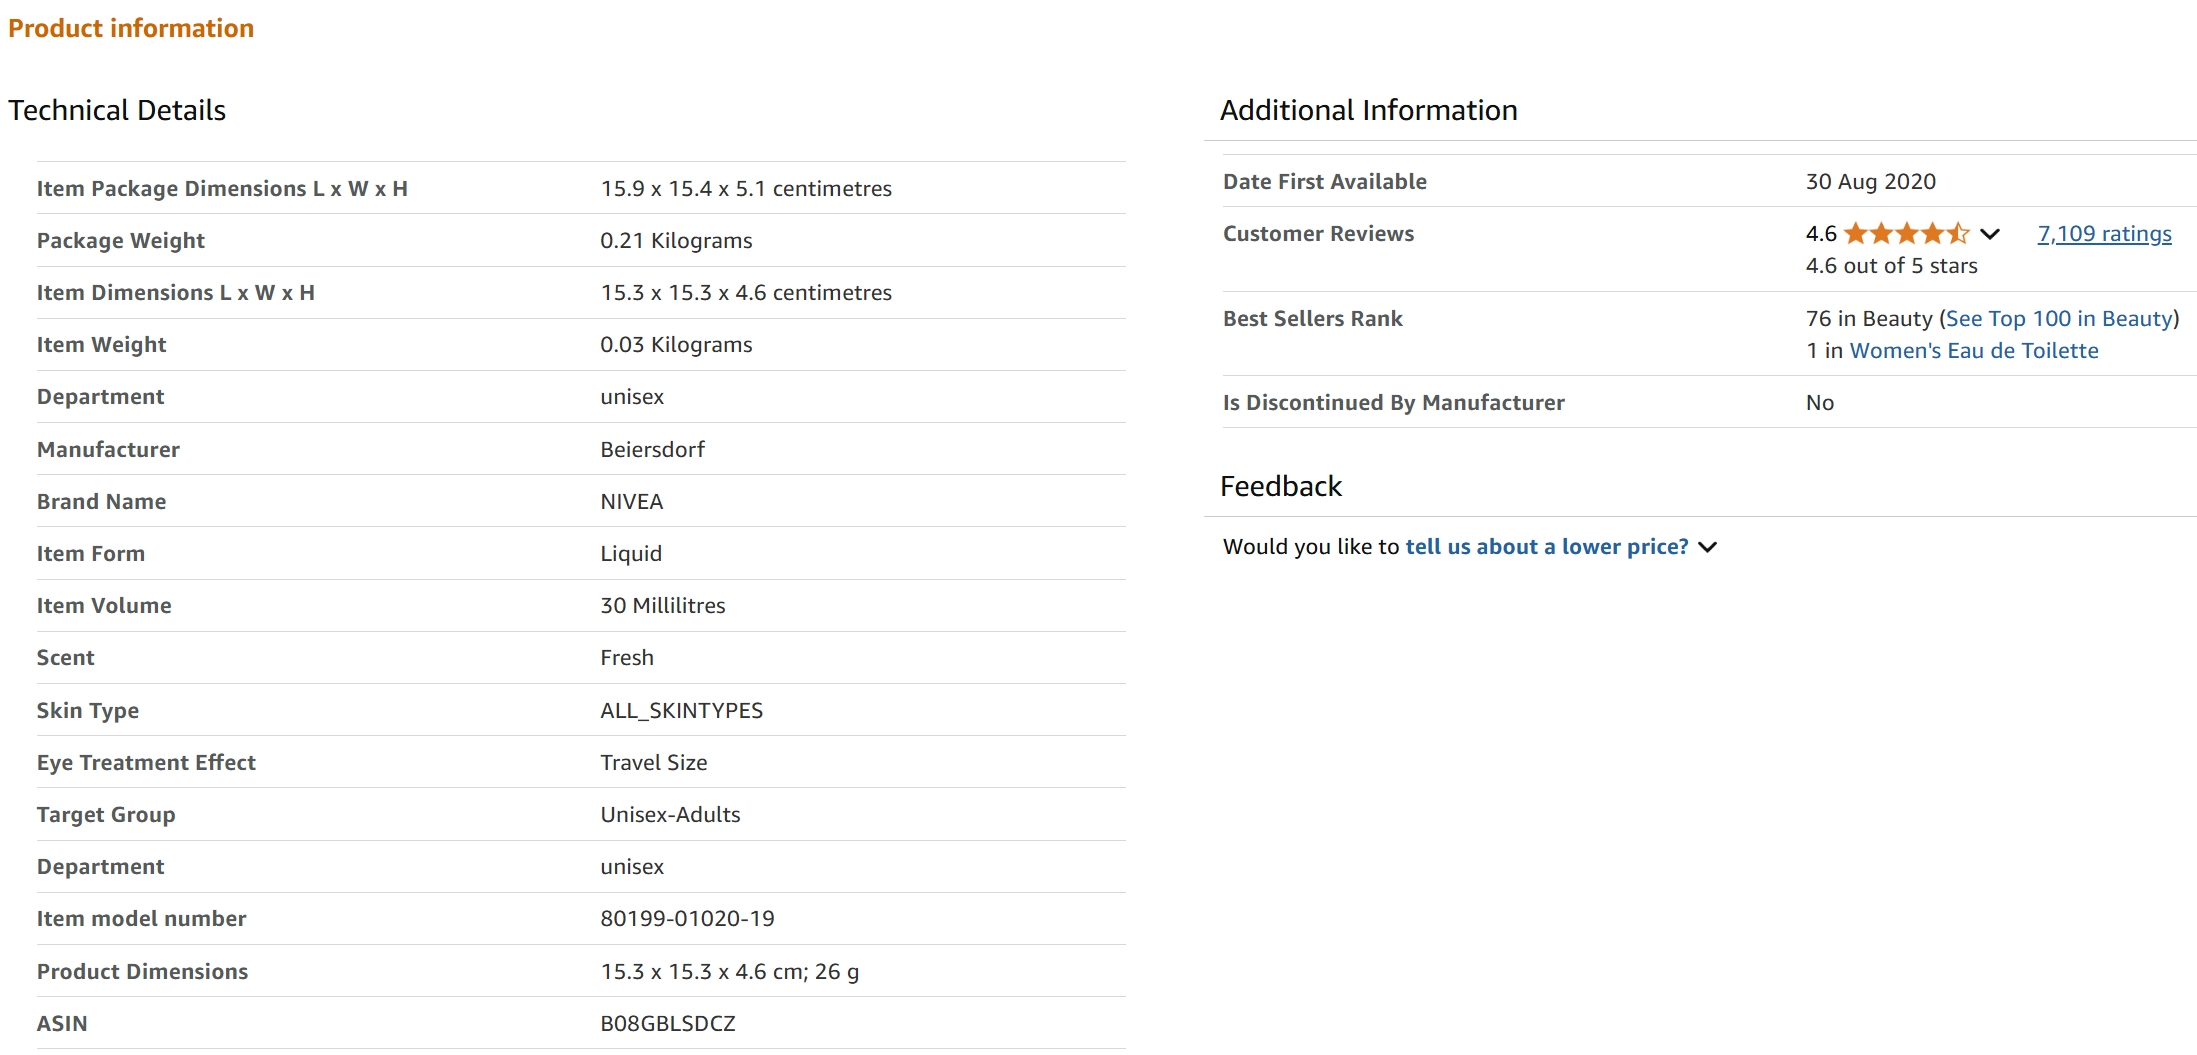 Product information
Technical Details
Item Package Dimensions L x W x H 15.9 x 15.4 x 5.1 centimetres
Package Weight 0.21 Kilograms
Item Dimensions L x W x H 15.3 x 15.3 x 4.6 centimetres
Item Weight 0.03 Kilograms
Department unisex
Manufacturer Beiersdorf
Brand Name NIVEA
Item Form Liquid
Item Volume 30 Millilitres
Scent Fresh
Skin Type ALL_SKINTYPES
Eye Treatment Effect Travel Size
Target Group Unisex-Adults
Department unisex
Item model number 80199-01020-19
Product Dimensions 15.3 x 15.3 x 4.6 cm; 26 g
ASIN B08GBLSDCZ
Additional Information
Date First Available 30 Aug 2020
Customer Reviews 4.6 7,109 ratings
4.6 out of 5 stars
Best Sellers Rank 76 in Beauty (See Top 100 in Beauty)
1 in Women's Eau de Toilette
Is Discontinued By Manufacturer No
Feedback
Would you like to tell us about a lower price?